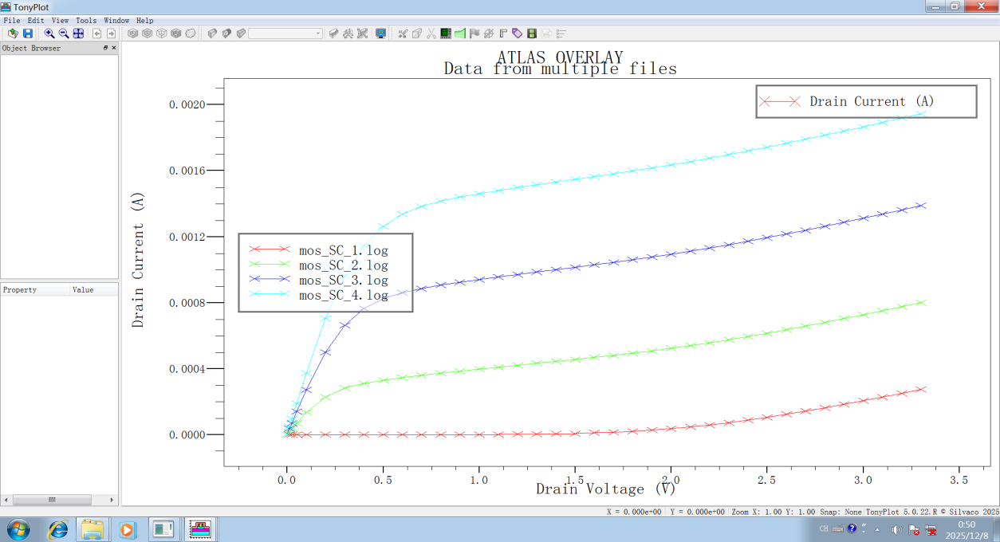 TonyPlot
File Edit View Tools Window Help
Object Browser
Property Value
ATLAS OVERLAY
Data from multiple files
Drain Current (A)
Drain Current (A)
0.0020
0.0016
0.0012
0.0008
0.0004
0.0000
mos_SC_1.log
mos_SC_2.log
mos_SC_3.log
mos_SC_4.log
0.0 0.5 1.0 1.5 2.0 2.5 3.0 3.5
Drain Voltage (V)
X = 0.000e+00 Y = 0.000e+00 Zoom X: 1.00 Y: 1.00 Snap: None TonyPlot 5.0.22.R © Silvaco 2025
CH
0:50
2025/12/8